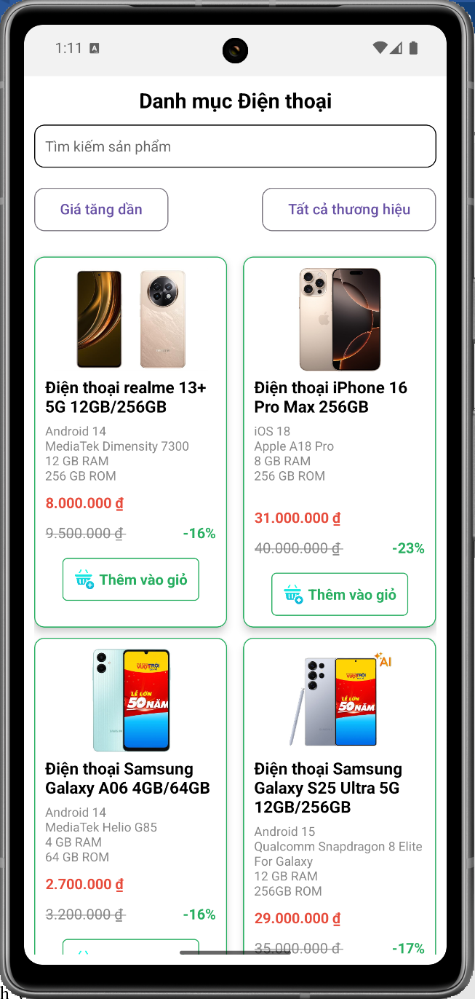 1:11
Danh mục Điện thoại
Tìm kiếm sản phẩm
Giá tăng dần
Tất cả thương hiệu
Điện thoại realme 13+
5G 12GB/256GB
Android 14
MediaTek Dimensity 7300
12 GB RAM
256 GB ROM
8.000.000 ₫
9.500.000 ₫
-16%
Thêm vào giỏ
Điện thoại iPhone 16
Pro Max 256GB
iOS 18
Apple A18 Pro
8 GB RAM
256 GB ROM
31.000.000 ₫
40.000.000 ₫
-23%
Thêm vào giỏ
VƯỢT TRỘI
LỄ LỚN
50 NĂM
Điện thoại Samsung
Galaxy A06 4GB/64GB
Android 14
MediaTek Helio G85
4 GB RAM
64 GB ROM
2.700.000 ₫
3.200.000 ₫
-16%
AI
VƯỢT TRỘI
LỄ LỚN
50 NĂM
Điện thoại Samsung
Galaxy S25 Ultra 5G
12GB/256GB
Android 15
Qualcomm Snapdragon 8 Elite
For Galaxy
12 GB RAM
256GB ROM
29.000.000 ₫
35.000.000 ₫
-17%